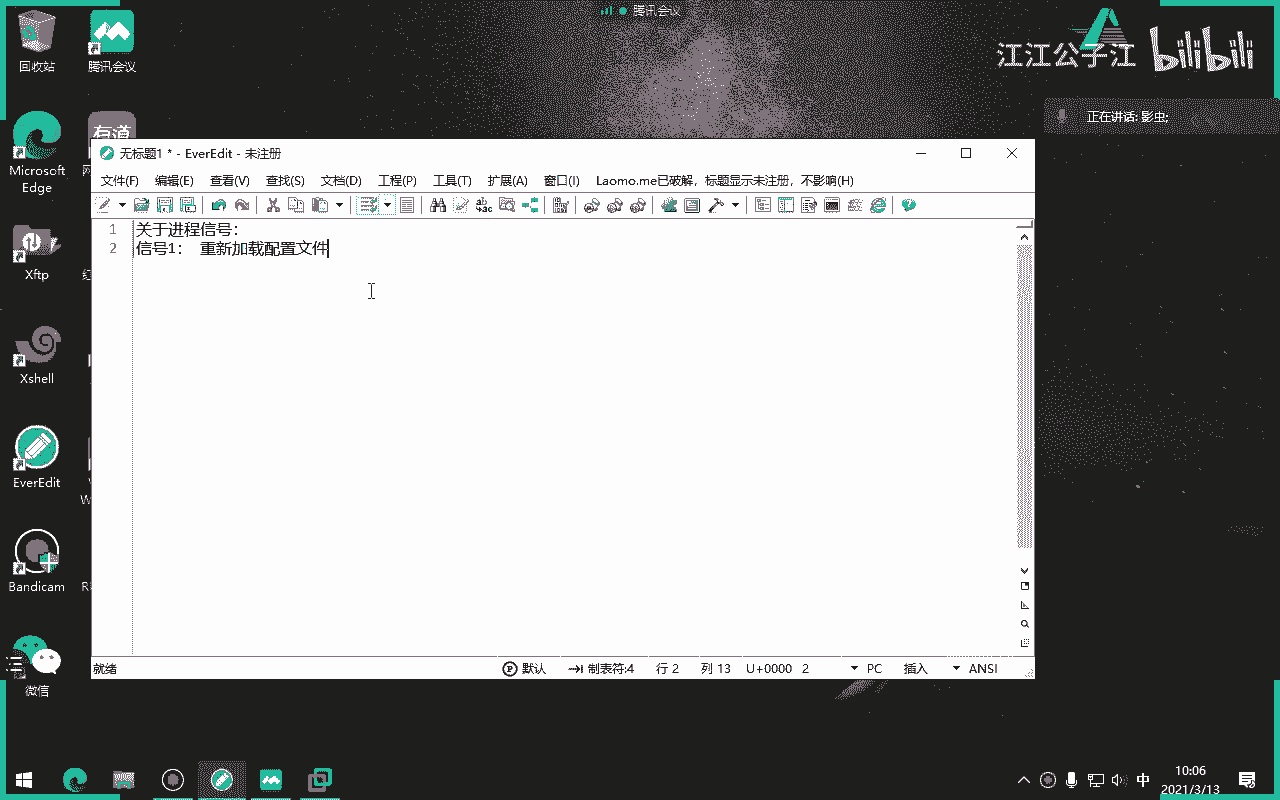 腾讯会议
江江公子江 bilibili
正在讲话: 影虫;
回收站
腾讯会议
Microsoft Edge
有道
Xftp
Xshell
EverEdit
Bandicam
微信
无标题1 * - EverEdit - 未注册
文件(F) 编辑(E) 查看(V) 查找(S) 文档(D) 工程(P) 工具(T) 扩展(A) 窗口(I) Laomo.me已破解，标题显示未注册，不影响(H)
1 关于进程信号:
2 信号1: 重新加载配置文件
就绪 默认 制表符:4 行 2 列 13 U+0000 2 PC 插入 ANSI
中
10:06
2021/3/13